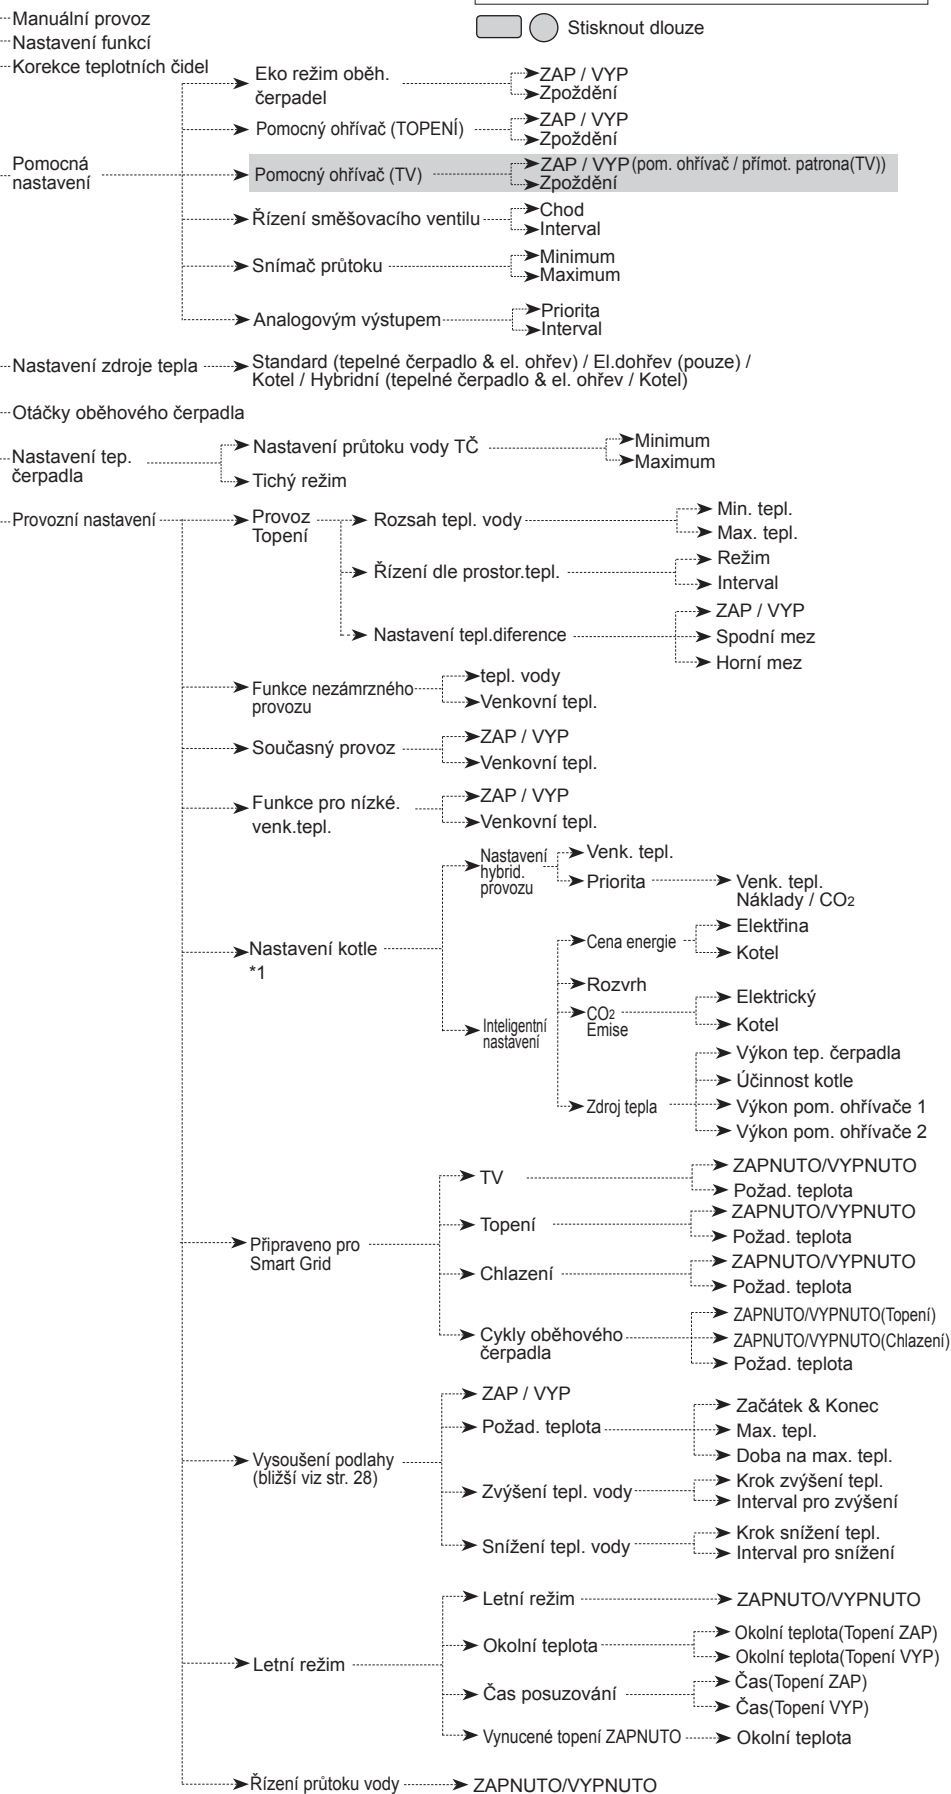 Stisknout dlouze
Manuální provoz
Nastavení funkcí
Korekce teplotních čidel
Pomocná
nastavení
Eko režim oběh.
čerpadel
ZAP / VYP
Zpoždění
Pomocný ohřívač (TOPENÍ)
ZAP / VYP
Zpoždění
Pomocný ohřívač (TV)
ZAP / VYP (pom. ohřívač / přímot. patrona(TV))
Zpoždění
Řízení směšovacího ventilu
Chod
Interval
Snímač průtoku
Minimum
Maximum
Analogovým výstupem
Priorita
Interval
Nastavení zdroje tepla
Standard (tepelné čerpadlo & el. ohřev) / El.dohřev (pouze) /
Kotel / Hybridní (tepelné čerpadlo & el. ohřev / Kotel)
Otáčky oběhového čerpadla
Nastavení tep.
čerpadla
Nastavení průtoku vody TČ
Minimum
Maximum
Tichý režim
Provozní nastavení
Provoz
Topení
Rozsah tepl. vody
Min. tepl.
Max. tepl.
Řízení dle prostor.tepl.
Režim
Interval
Nastavení tepl.diference
ZAP / VYP
Spodní mez
Horní mez
Funkce nezámrzného
provozu
tepl. vody
Venkovní tepl.
Současný provoz
ZAP / VYP
Venkovní tepl.
Funkce pro nízké.
venk.tepl.
ZAP / VYP
Venkovní tepl.
Nastavení kotle
*1
Nastavení
hybrid.
provozu
Venk. tepl.
Priorita
Venk. tepl.
Náklady / CO2
Inteligentní
nastavení
Cena energie
Elektřina
Kotel
Rozvrh
CO2
Emise
Elektrický
Kotel
Zdroj tepla
Výkon tep. čerpadla
Účinnost kotle
Výkon pom. ohřívače 1
Výkon pom. ohřívače 2
Připraveno pro
Smart Grid
TV
ZAPNUTO/VYPNUTO
Požad. teplota
Topení
ZAPNUTO/VYPNUTO
Požad. teplota
Chlazení
ZAPNUTO/VYPNUTO
Požad. teplota
Cykly oběhového
čerpadla
ZAPNUTO/VYPNUTO(Topení)
ZAPNUTO/VYPNUTO(Chlazení)
Požad. teplota
Vysoušení podlahy
(bližší viz str. 28)
ZAP / VYP
Požad. teplota
Začátek & Konec
Max. tepl.
Doba na max. tepl.
Zvýšení tepl. vody
Krok zvýšení tepl.
Interval pro zvýšení
Snížení tepl. vody
Krok snížení tepl.
Interval pro snížení
Letní režim
Letní režim
ZAPNUTO/VYPNUTO
Okolní teplota
Okolní teplota(Topení ZAP)
Okolní teplota(Topení VYP)
Čas posuzování
Čas(Topení ZAP)
Čas(Topení VYP)
Vynucené topení ZAPNUTO
Okolní teplota
Řízení průtoku vody
ZAPNUTO/VYPNUTO